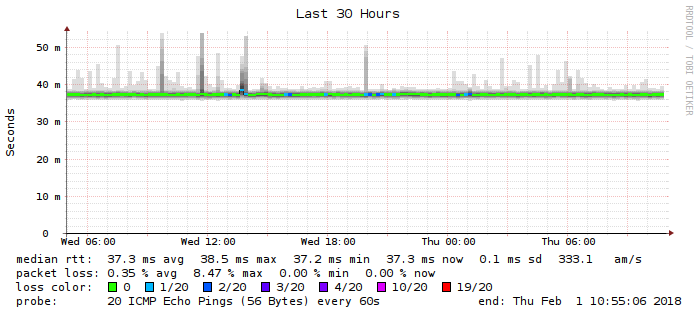 Last 30 Hours
RRDTOOL / TOBI OETIKER
Seconds
50 m
40 m
30 m
20 m
10 m
0
Wed 06:00 Wed 12:00 Wed 18:00 Thu 00:00 Thu 06:00
median rtt: 37.3 ms avg 38.5 ms max 37.2 ms min 37.3 ms now 0.1 ms sd 333.1 am/s
packet loss: 0.35 % avg 8.47 % max 0.00 % min 0.00 % now
loss color: 0 1/20 2/20 3/20 4/20 10/20 19/20
probe: 20 ICMP Echo Pings (56 Bytes) every 60s end: Thu Feb 1 10:55:06 2018